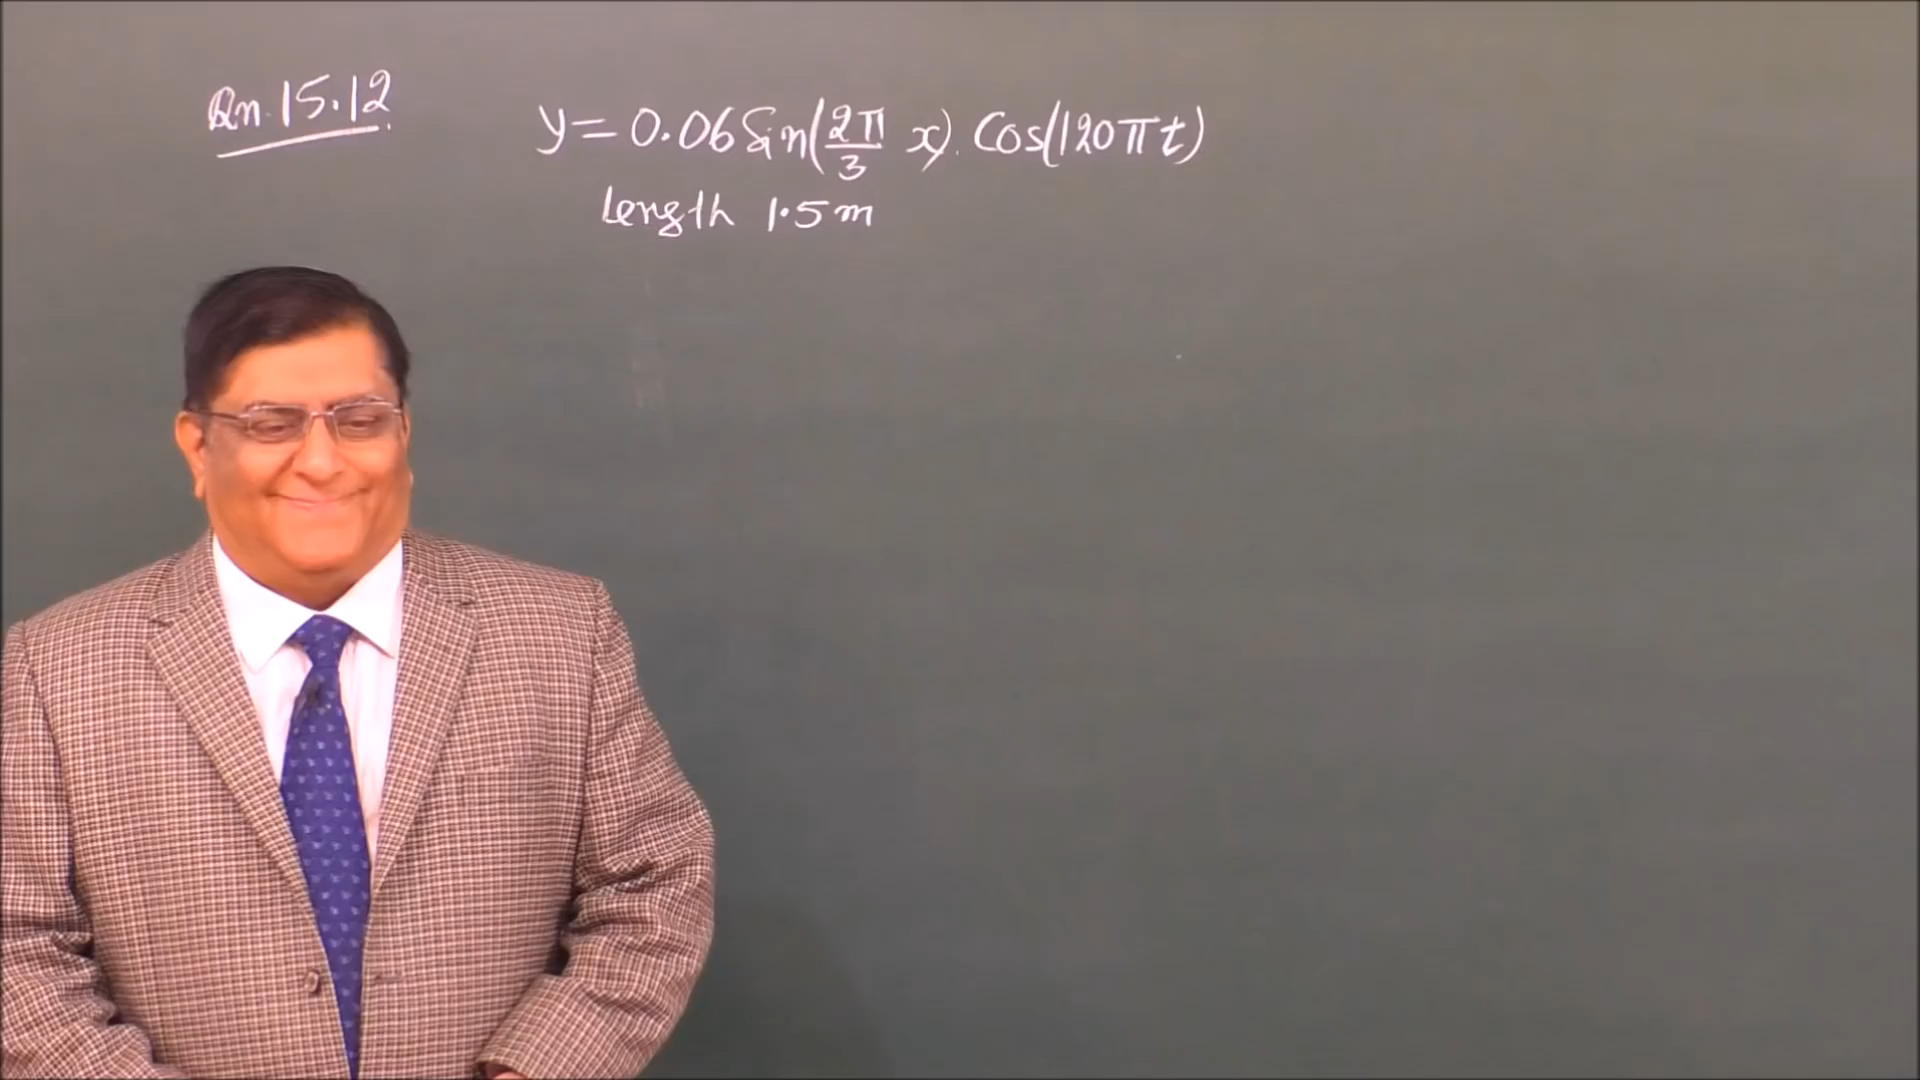 Qn. 15.12
y = 0.06 Sin(2π/3 x). Cos(120πt)
length 1.5m